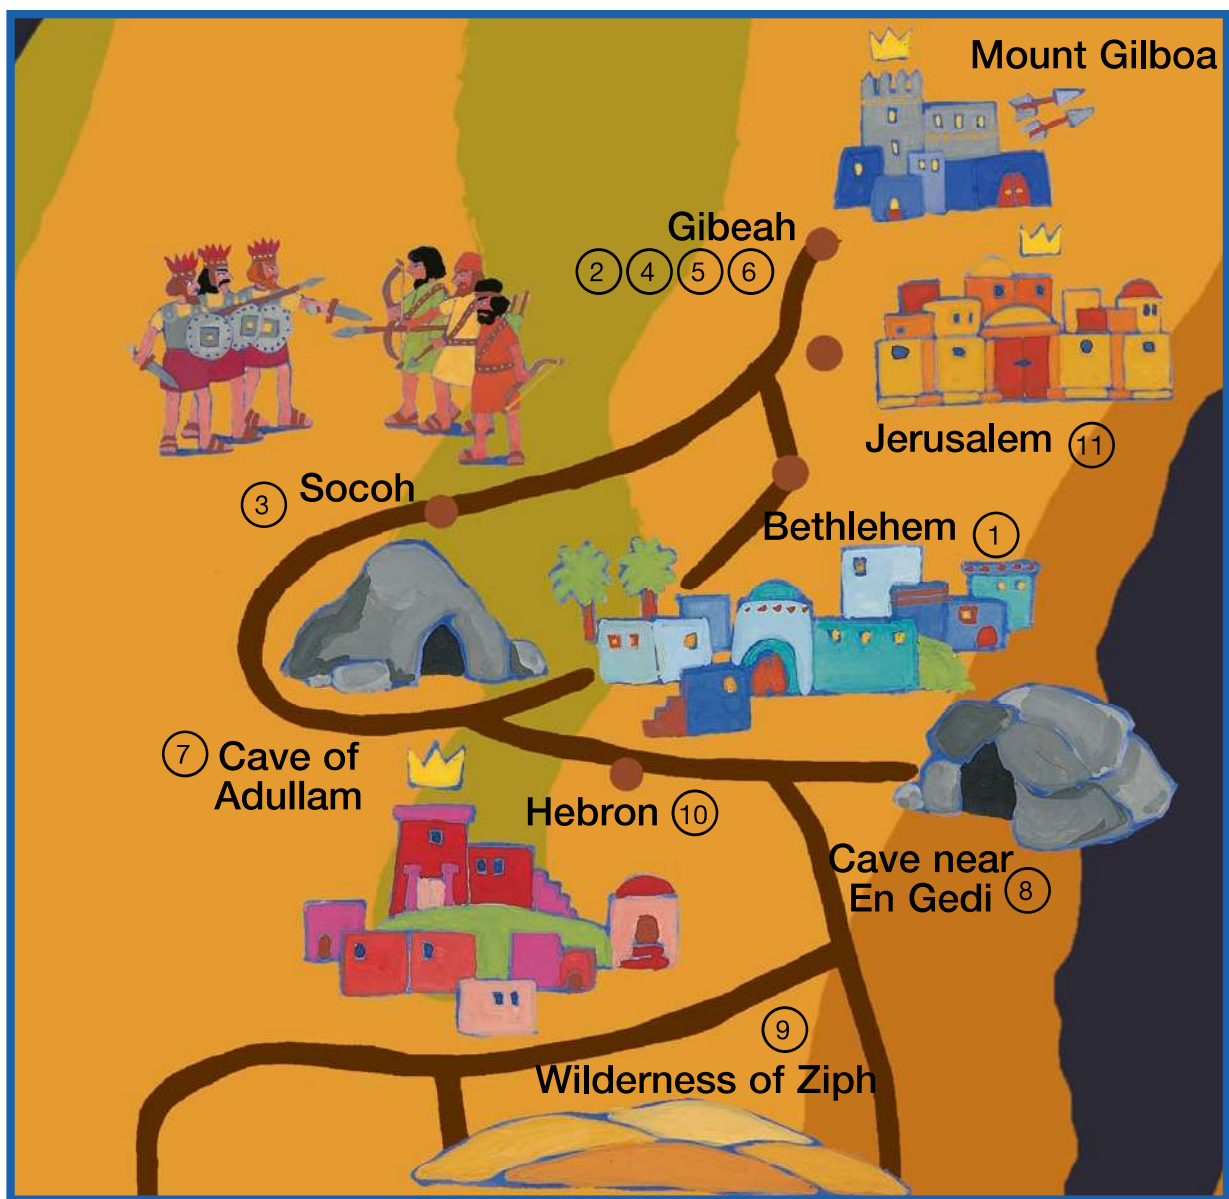 Mount Gilboa
Gibeah
2 4 5 6
Jerusalem 11
3 Socoh
Bethlehem 1
7 Cave of
Adullam
Hebron 10
Cave near
En Gedi 8
9
Wilderness of Ziph